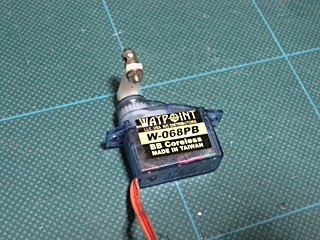 WAYPOINT
W-068PB
BB Coreless
MADE IN TAIWAN